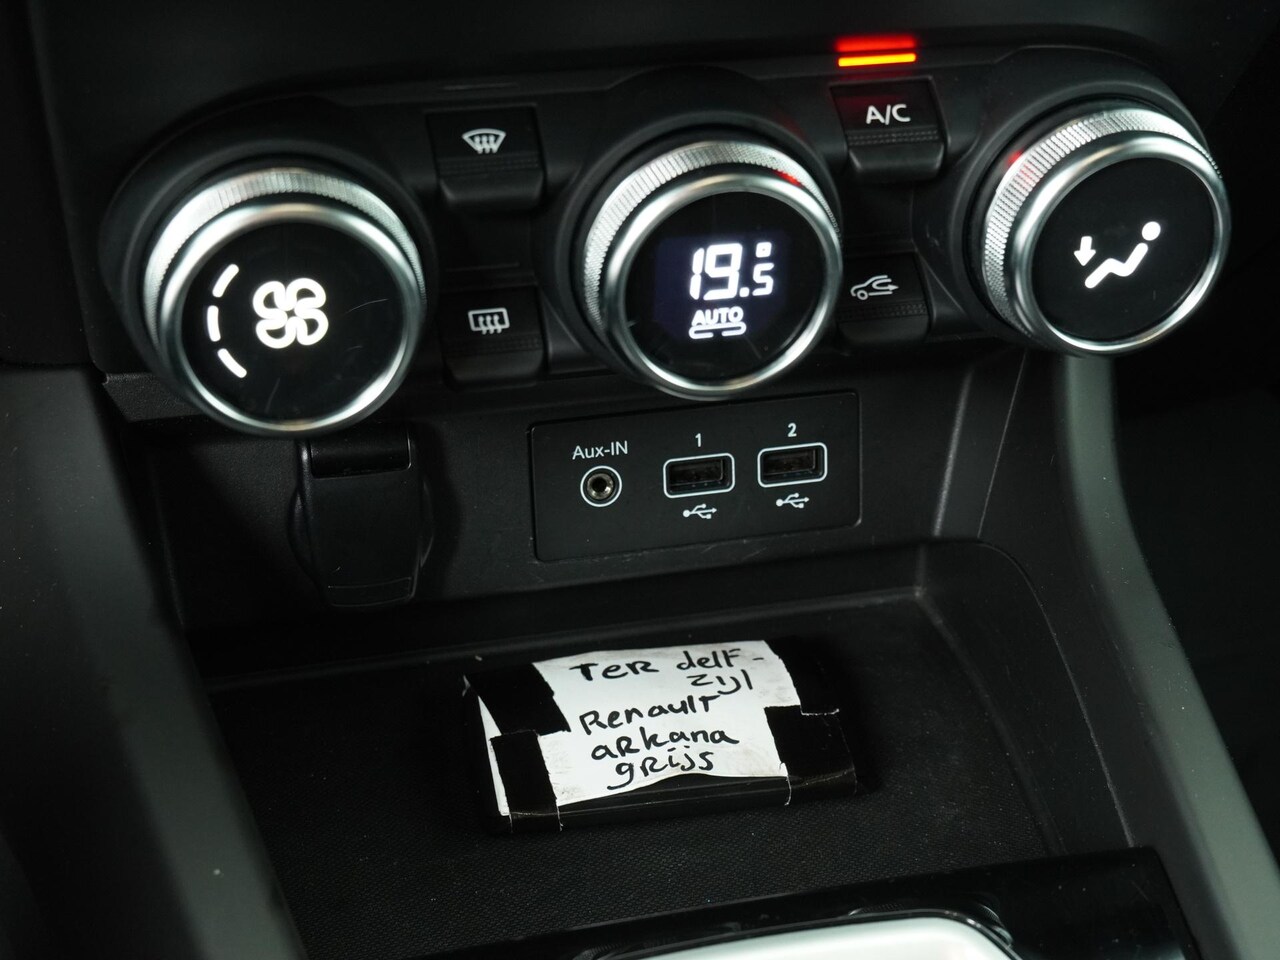 A/C
19.5°
AUTO
Aux-IN
1
2
TER delF-
zijl
Renault
aRkana
gRijs